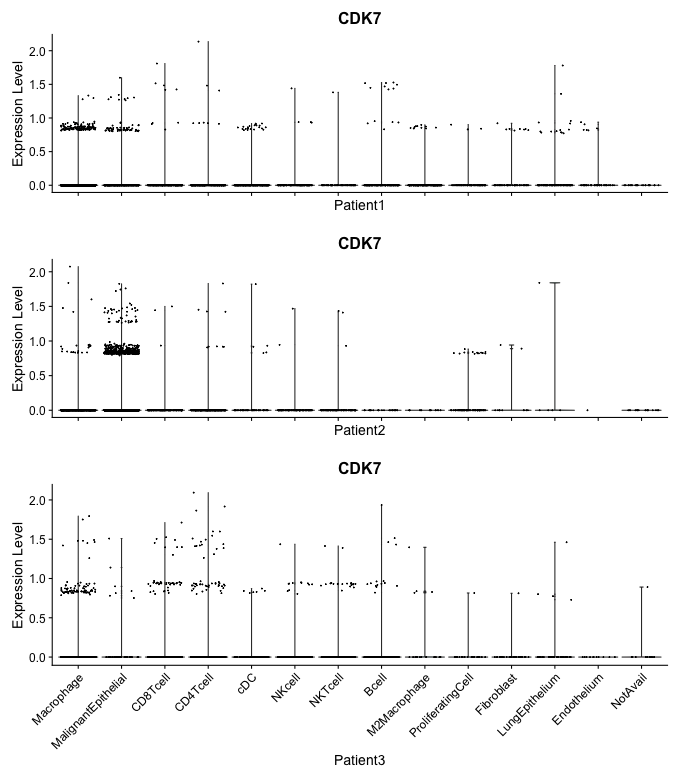 CDK7
Expression Level
2.0
1.5
1.0
0.5
0.0
Patient1
CDK7
Expression Level
2.0
1.5
1.0
0.5
0.0
Patient2
CDK7
Expression Level
2.0
1.5
1.0
0.5
0.0
Macrophage
MalignantEpithelial
CD8Tcell
CD4Tcell
cDC
NKcell
NKTcell
Bcell
M2Macrophage
ProliferatingCell
Fibroblast
LungEpithelium
Endothelium
NotAvail
Patient3